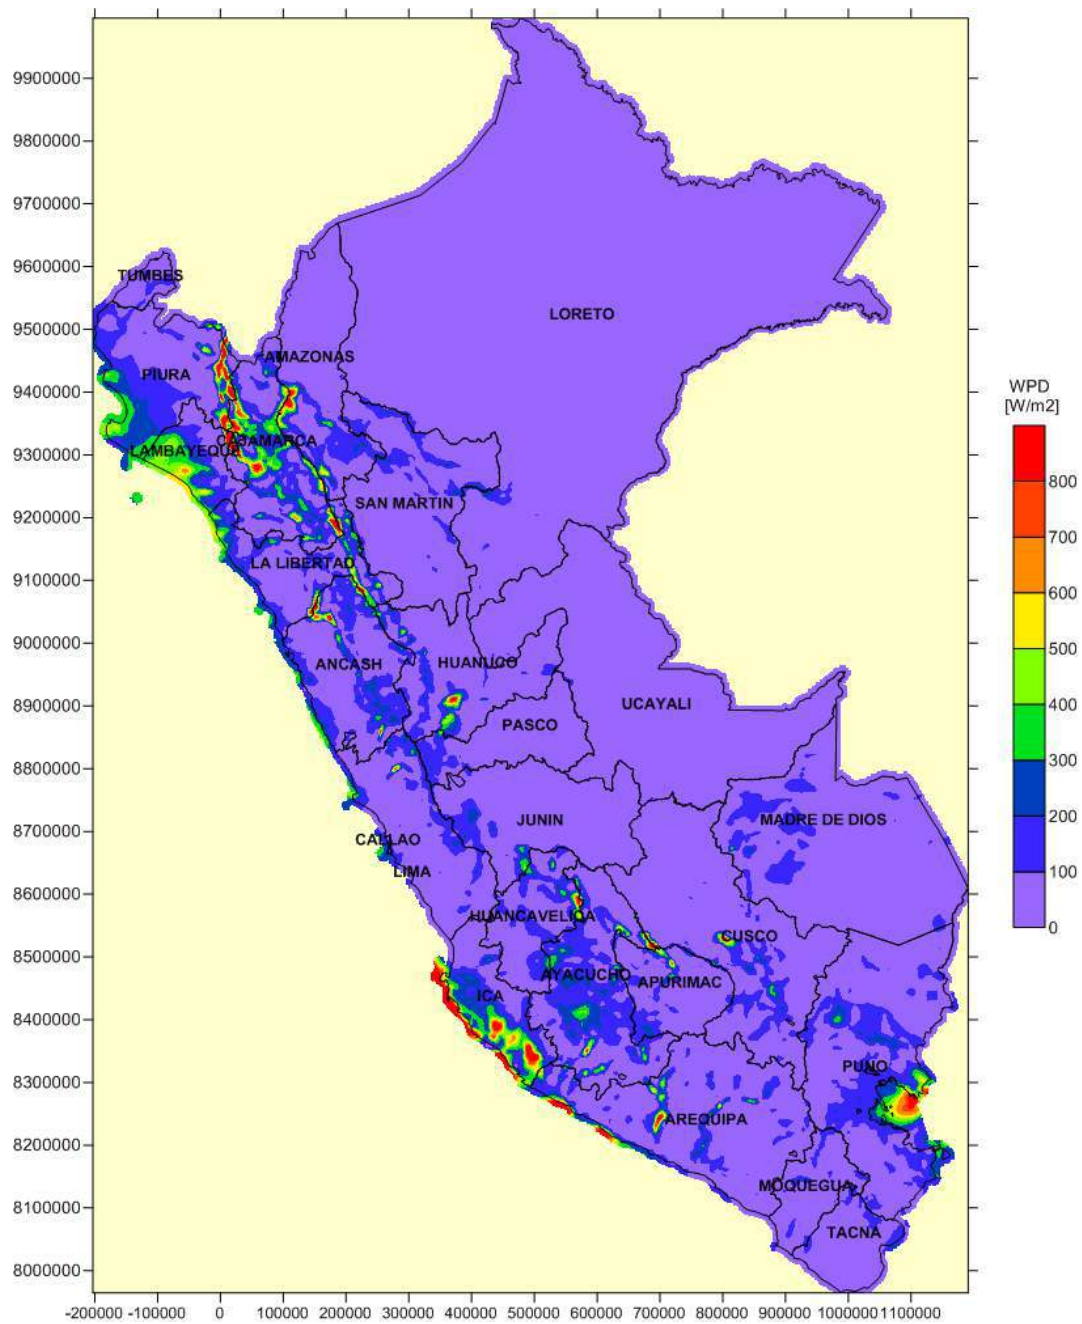 9900000
9800000
9700000
9600000
9500000
9400000
9300000
9200000
9100000
9000000
8900000
8800000
8700000
8600000
8500000
8400000
8300000
8200000
8100000
8000000
TUMBES
LORETO
AMAZONAS
PIURA
CAJAMARCA
LAMBAYEQUE
SAN MARTIN
LA LIBERTAD
ANCASH
HUANUCO
UCAYALI
PASCO
JUNIN
MADRE DE DIOS
CALLAO
LIMA
HUANCAVELICA
CUSCO
AYACUCHO
APURIMAC
ICA
PUNO
AREQUIPA
MOQUEGUA
TACNA
WPD
[W/m2]
800
700
600
500
400
300
200
100
0
-200000 -100000 0 100000 200000 300000 400000 500000 600000 700000 800000 900000 1000000 1100000